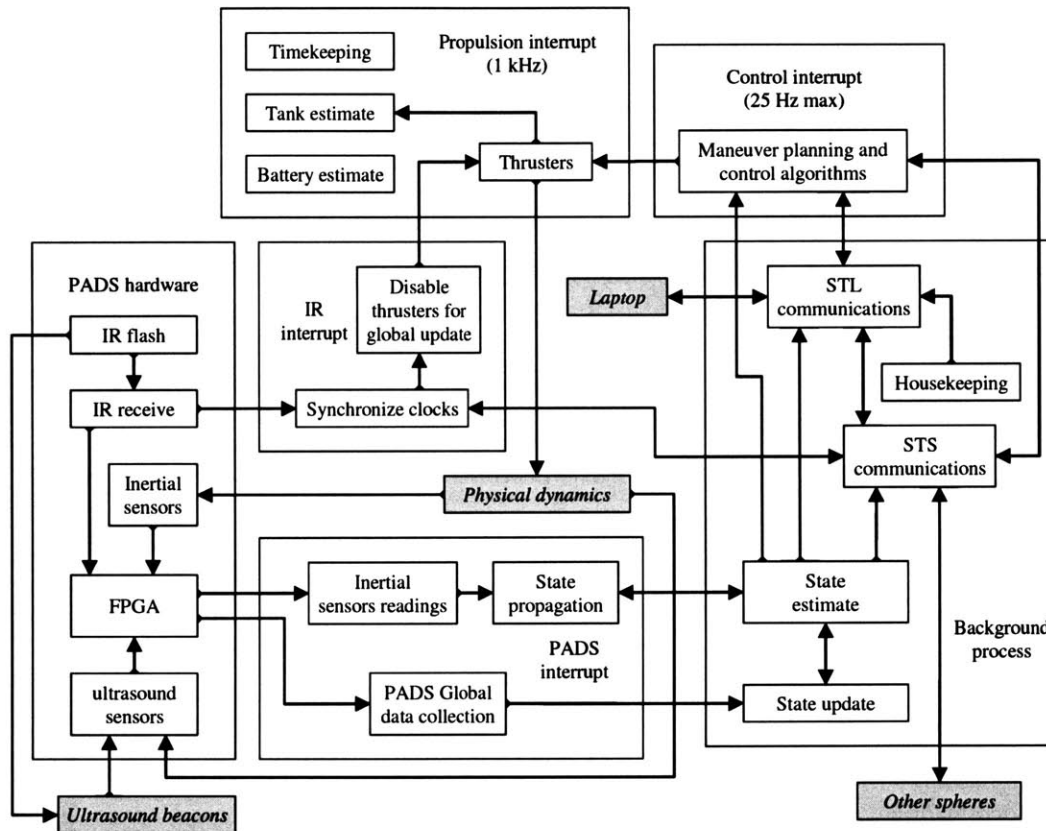 Propulsion interrupt
(1 kHz)
Timekeeping
Tank estimate
Battery estimate
Thrusters
Control interrupt
(25 Hz max)
Maneuver planning and
control algorithms
PADS hardware
IR flash
IR receive
Inertial
sensors
FPGA
ultrasound
sensors
Ultrasound beacons
IR
interrupt
Disable
thrusters for
global update
Synchronize clocks
Physical dynamics
Inertial
sensors readings
State
propagation
PADS
interrupt
PADS Global
data collection
Laptop
STL
communications
Housekeeping
STS
communications
State
estimate
Background
process
State update
Other spheres